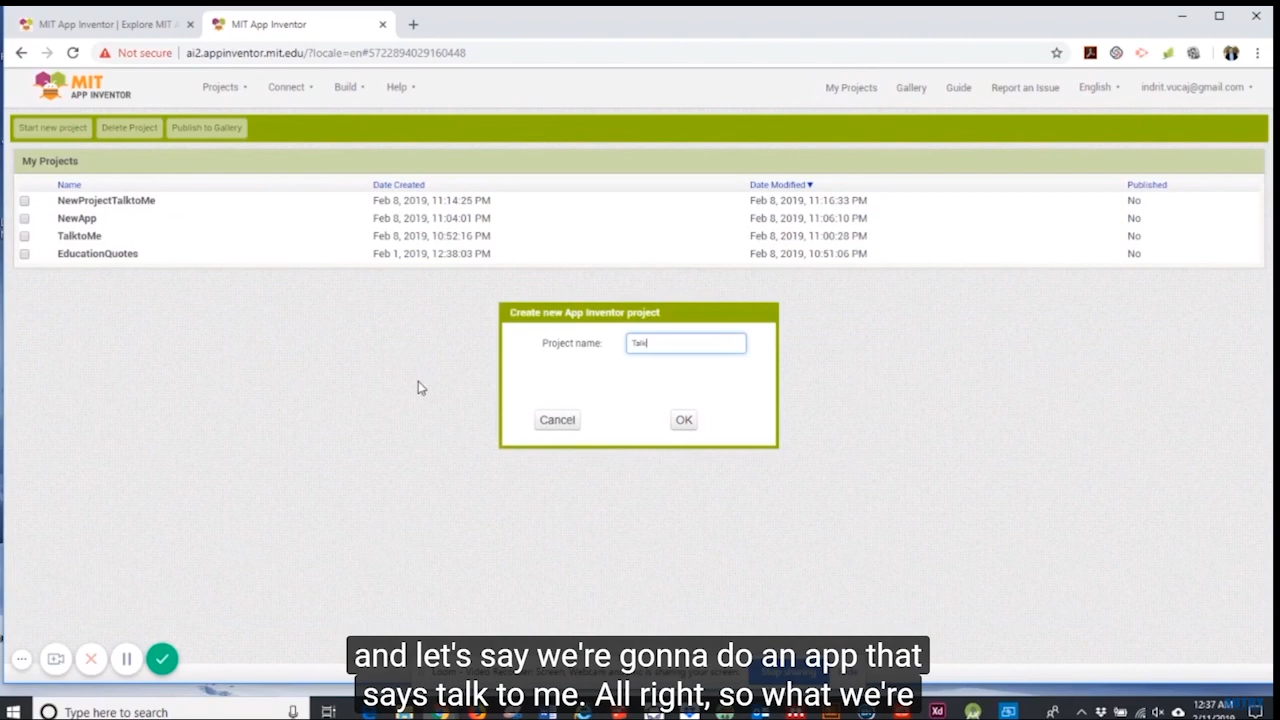 MIT App Inventor | Explore MIT A
MIT App Inventor
Not secure ai2.appinventor.mit.edu/?locale=en#5722894029160448
MIT
APP INVENTOR
Projects Connect Build Help My Projects Gallery Guide Report an Issue English indrit.vucaj@gmail.com
Start new project Delete Project Publish to Gallery
My Projects
Name Date Created Date Modified Published
NewProjectTalktoMe Feb 8, 2019, 11:14:25 PM Feb 8, 2019, 11:16:33 PM No
NewApp Feb 8, 2019, 11:04:01 PM Feb 8, 2019, 11:06:10 PM No
TalktoMe Feb 8, 2019, 10:52:16 PM Feb 8, 2019, 11:00:28 PM No
EducationQuotes Feb 1, 2019, 12:38:03 PM Feb 8, 2019, 10:51:06 PM No
Create new App Inventor project
Project name: Talk
Cancel OK
and let's say we're gonna do an app that
says talk to me. All right, so what we're
Type here to search
Xd
12:37 AM
2/11/2019